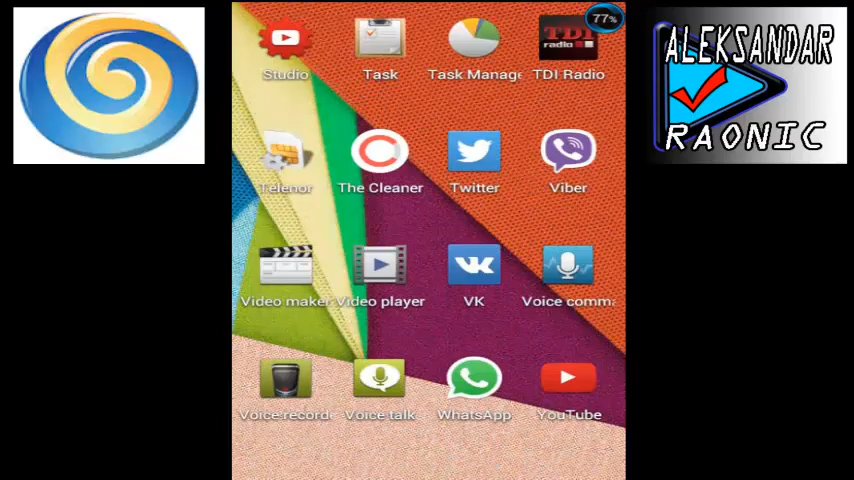 77%
ALEKSANDAR
RAONIC
TDI
radio
Studio
Task
Task Manage
TDI Radio
Telenor
The Cleaner
Twitter
Viber
Video maker
Video player
VK
Voice comma
Voice record
Voice talk
WhatsApp
YouTube